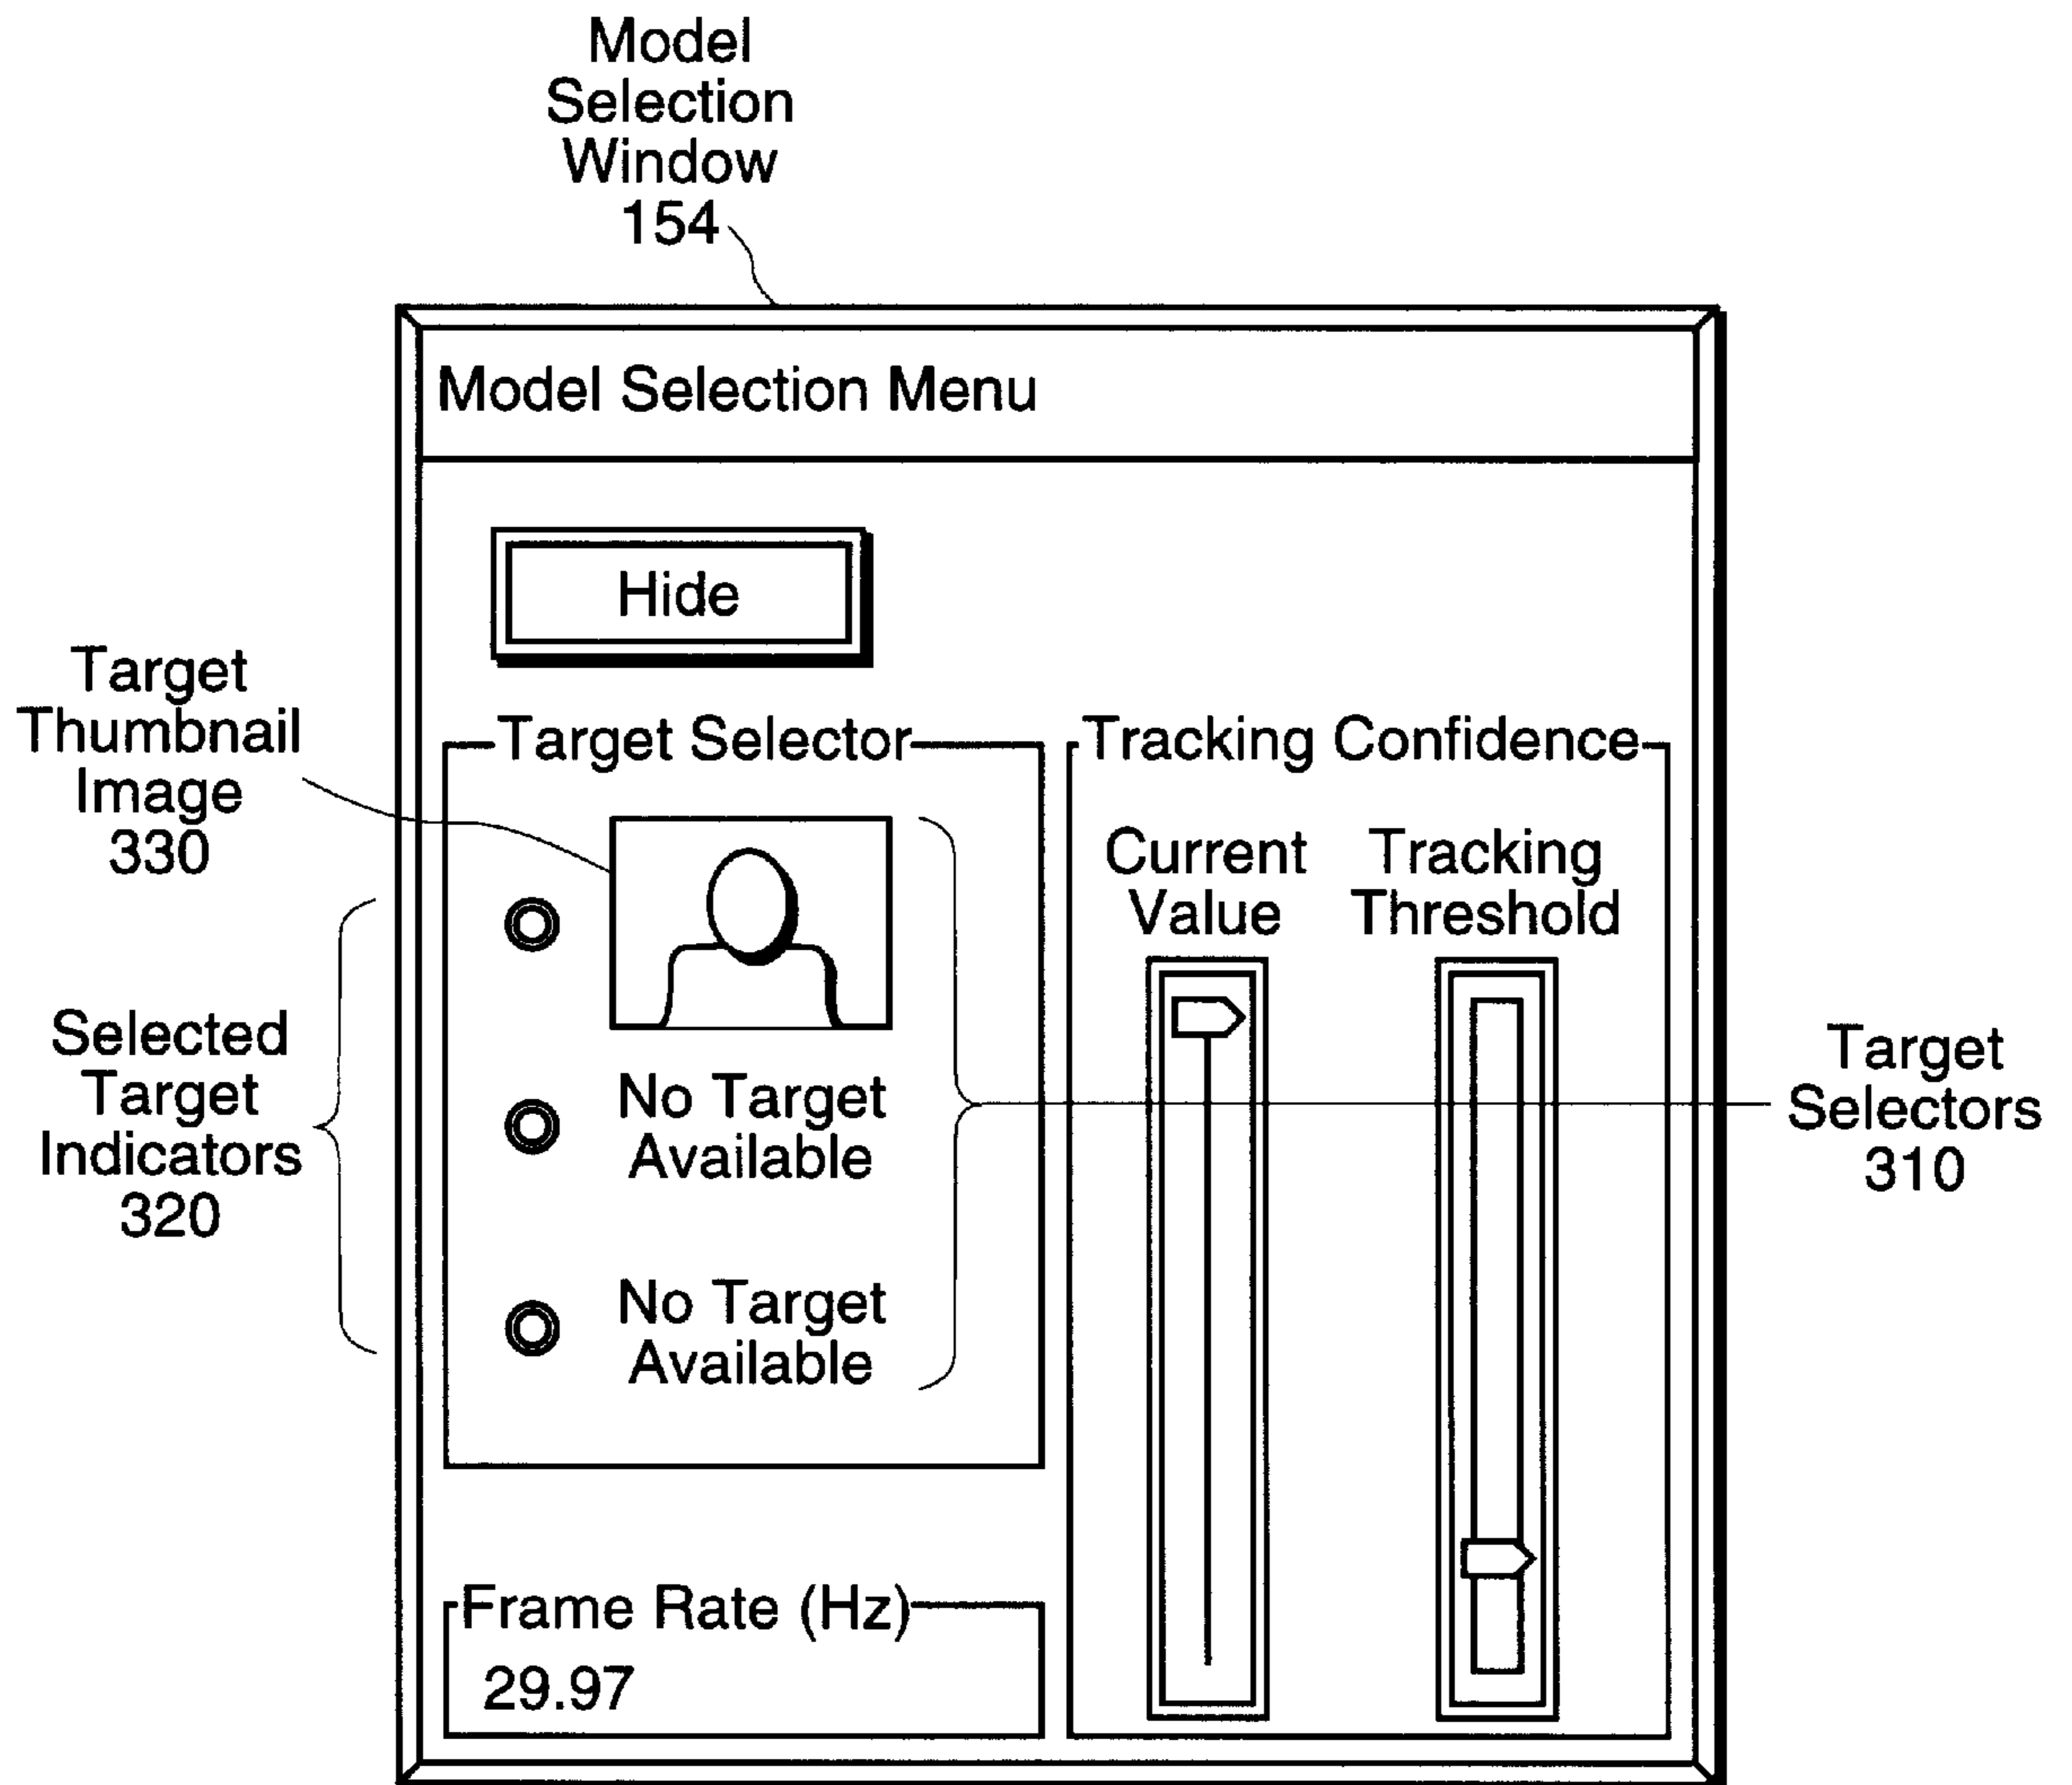 Model
Selection
Window
154
Model Selection Menu
Hide
Target
Thumbnail
Image
330
Target Selector
Tracking Confidence
Current
Value
Tracking
Threshold
Selected
Target
Indicators
320
No Target
Available
No Target
Available
Target
Selectors
310
Frame Rate (Hz)
29.97